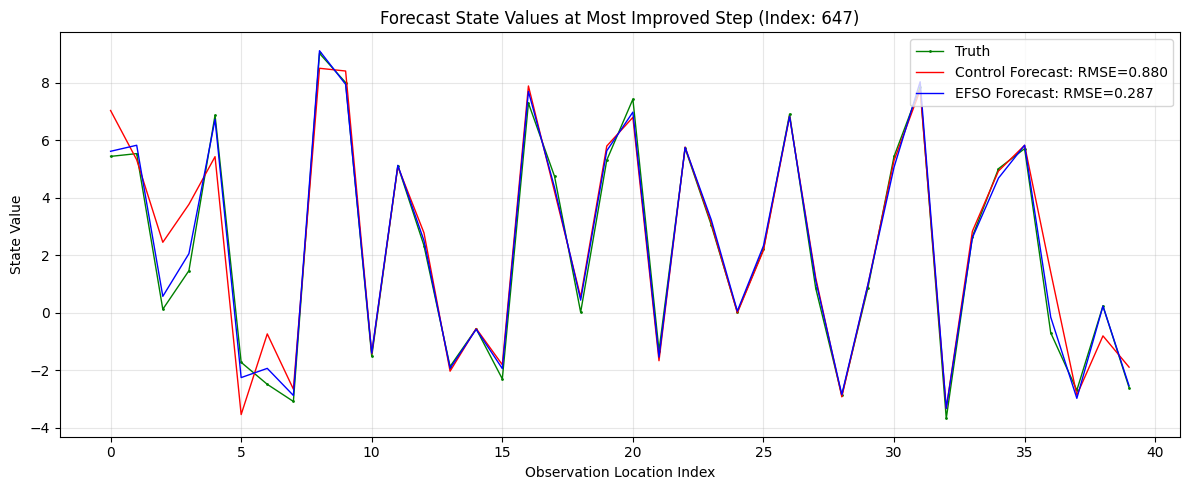 Forecast State Values at Most Improved Step (Index: 647)
Truth
Control Forecast: RMSE=0.880
EFSO Forecast: RMSE=0.287
State Value
8
6
4
2
0
−2
−4
0 5 10 15 20 25 30 35 40
Observation Location Index